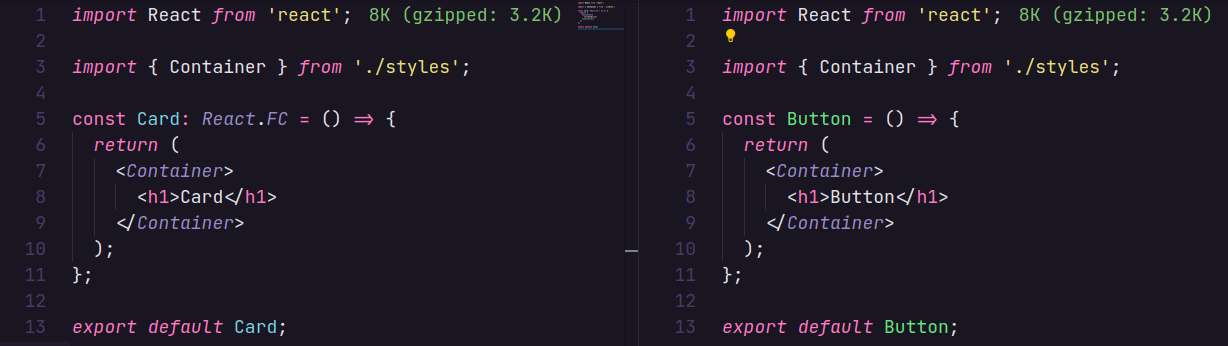 1 import React from 'react'; 8K (gzipped: 3.2K)
2
3 import { Container } from './styles';
4
5 const Card: React.FC = () => {
6   return (
7     <Container>
8       <h1>Card</h1>
9     </Container>
10   );
11 };
12
13 export default Card;
1 import React from 'react'; 8K (gzipped: 3.2K)
2
3 import { Container } from './styles';
4
5 const Button = () => {
6   return (
7     <Container>
8       <h1>Button</h1>
9     </Container>
10   );
11 };
12
13 export default Button;